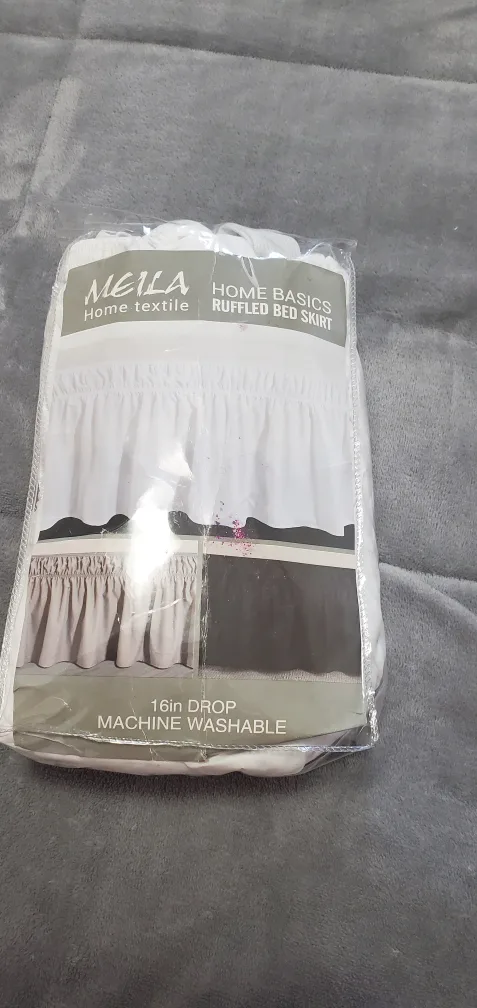 MEILA
Home textile
HOME BASICS
RUFFLED BED SKIRT
16in DROP
MACHINE WASHABLE